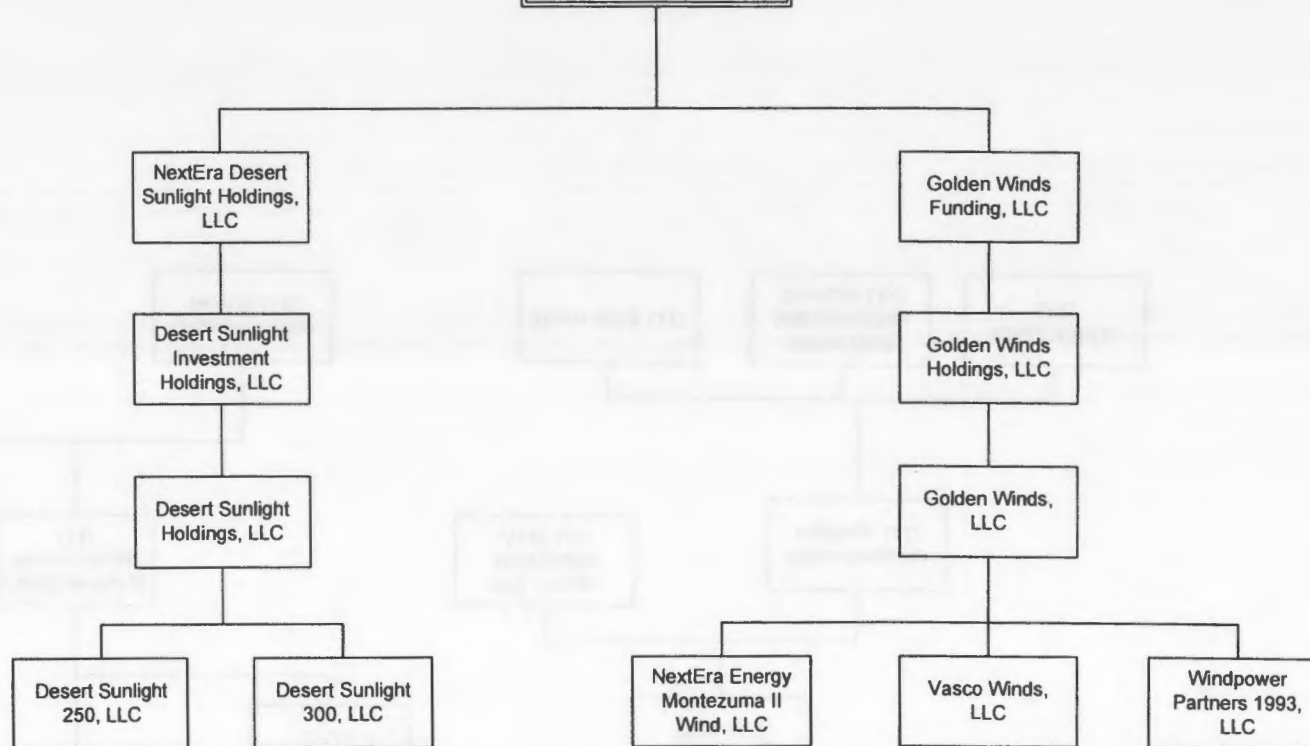 NextEra Desert
Sunlight Holdings,
LLC
Golden Winds
Funding, LLC
Desert Sunlight
Investment
Holdings, LLC
Golden Winds
Holdings, LLC
Desert Sunlight
Holdings, LLC
Golden Winds,
LLC
Desert Sunlight
250, LLC
Desert Sunlight
300, LLC
NextEra Energy
Montezuma II
Wind, LLC
Vasco Winds,
LLC
Windpower
Partners 1993,
LLC